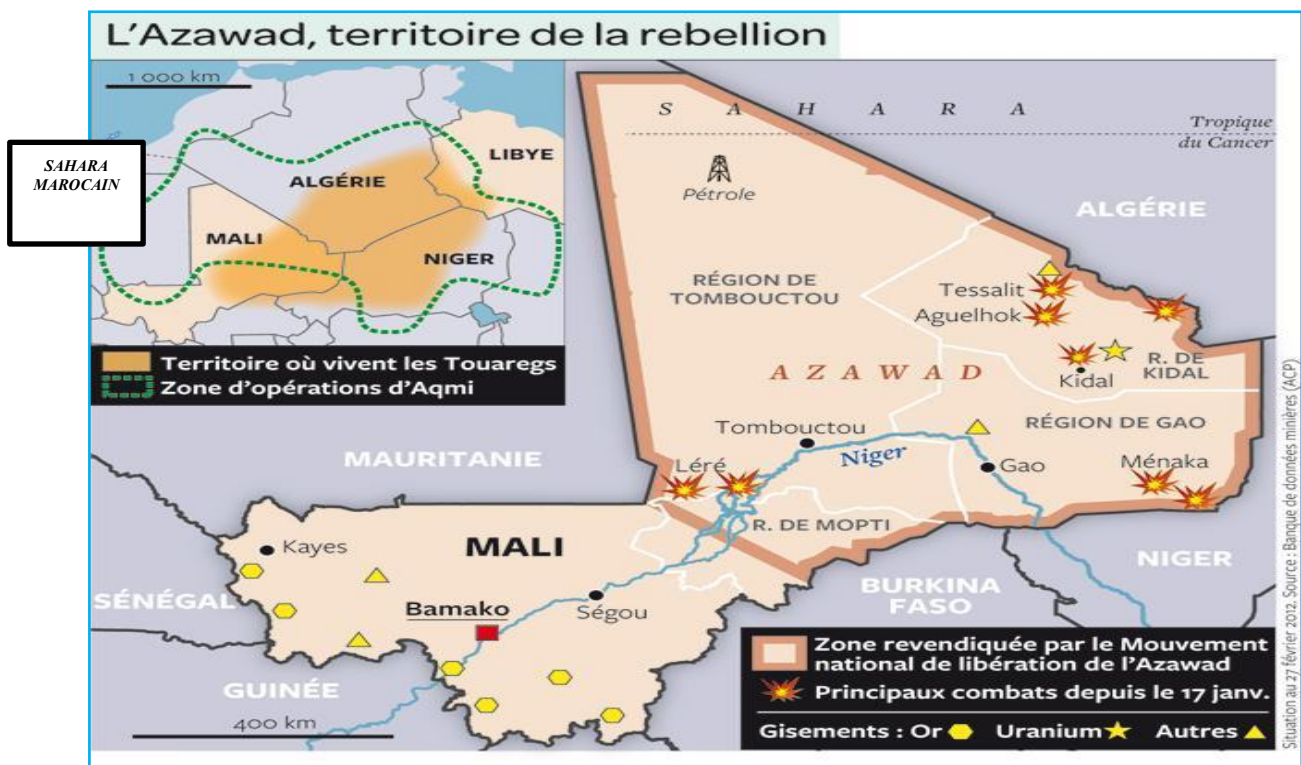 L'Azawad, territoire de la rebellion
1 000 km
SAHARA
MAROCAIN
LIBYE
ALGÉRIE
MALI
NIGER
Territoire où vivent les Touaregs
Zone d'opérations d'Aqmi
SAHARA
Tropique
du Cancer
Pétrole
ALGÉRIE
RÉGION DE
TOMBOUCTOU
Tessalit
Aguelhok
AZAWAD
R. DE
KIDAL
Kidal
RÉGION DE GAO
Tombouctou
Niger
Gao
Ménaka
Léré
MAURITANIE
R. DE MOPTI
Kayes
MALI
NIGER
SÉNÉGAL
Bamako
Ségou
BURKINA
FASO
GUINÉE
400 km
Zone revendiquée par le Mouvement
national de libération de l'Azawad
Principaux combats depuis le 17 janv.
Gisements : Or Uranium Autres
Situation au 27 février 2012. Source : Banque de données minières (ACP)